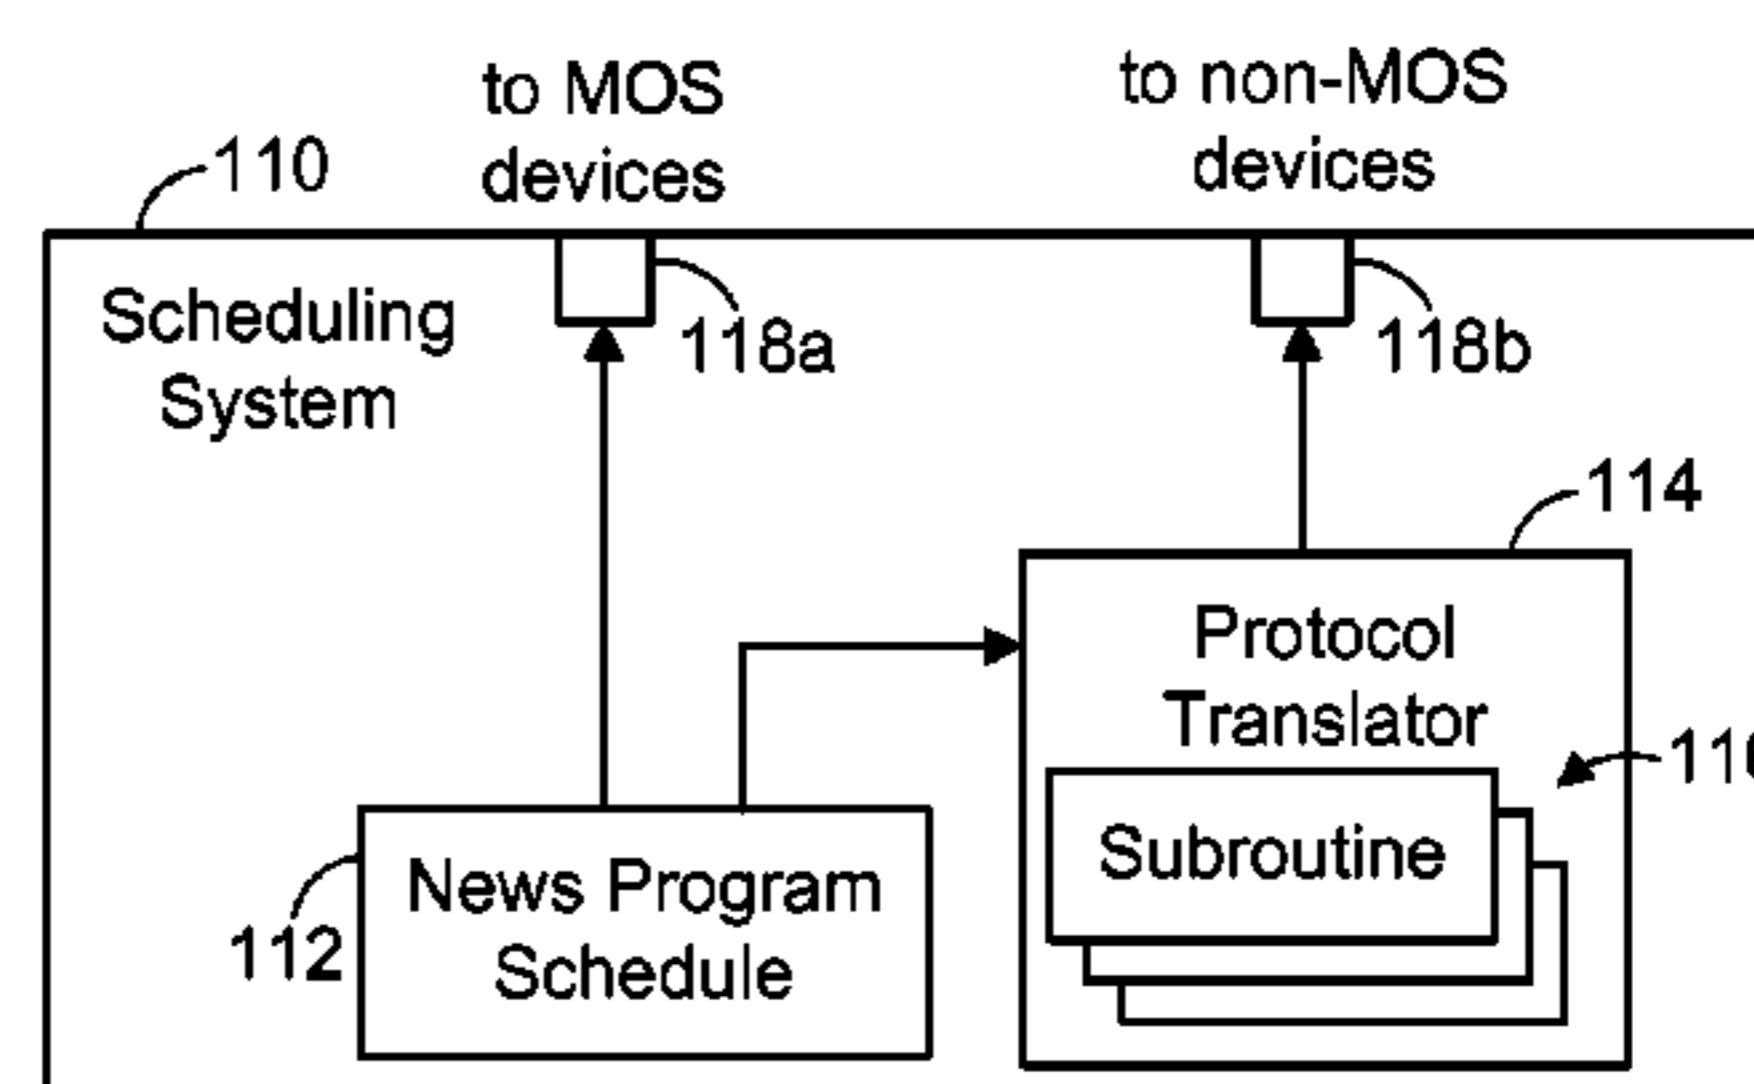 to MOS
devices
to non-MOS
devices
110
Scheduling
System
118a
118b
114
Protocol
Translator
Subroutine
News Program
Schedule
112